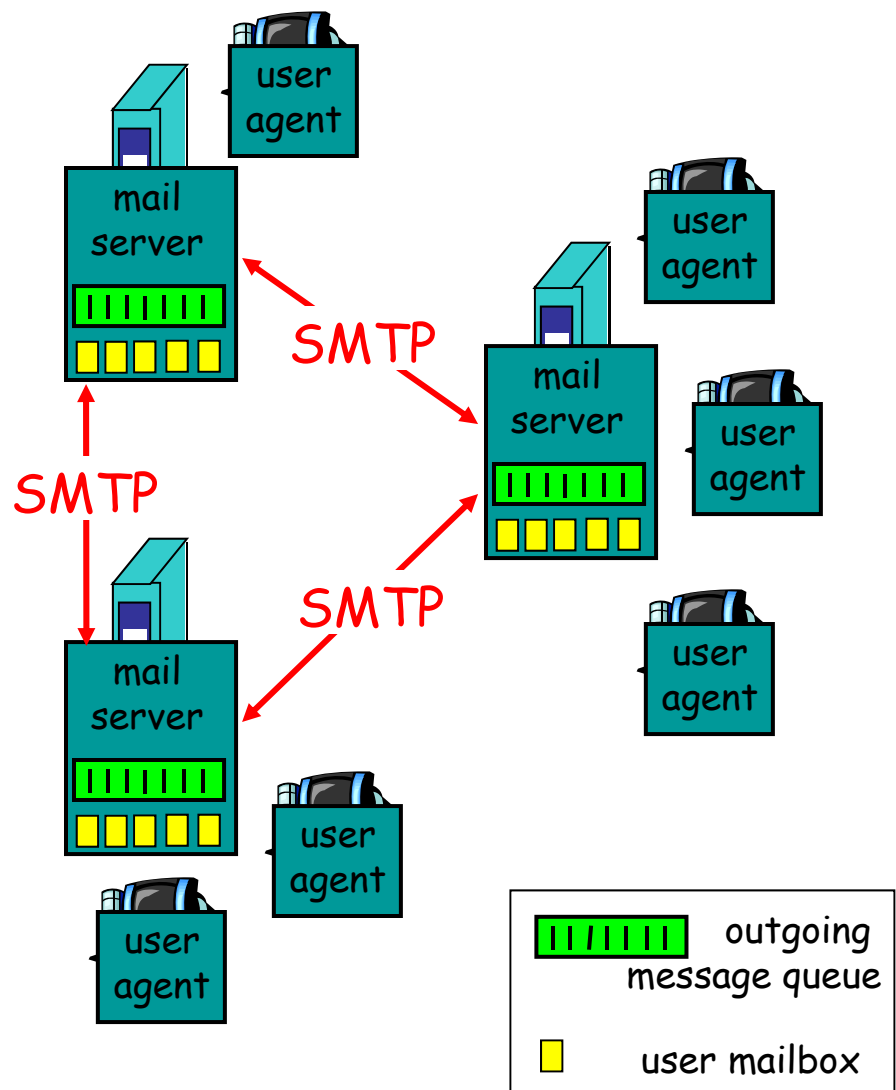 user
agent
mail
server
user
agent
SMTP
mail
server
user
agent
SMTP
SMTP
user
agent
mail
server
user
agent
user
agent
outgoing
message queue
user mailbox